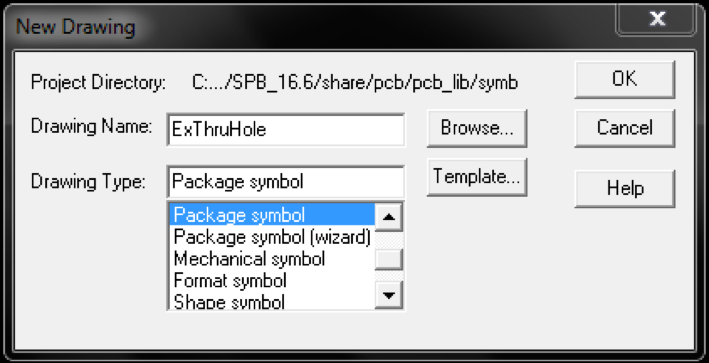 New Drawing
X
Project Directory: C:.../SPB_16.6/share/pcb/pcb_lib/symb
OK
Drawing Name: ExThruHole
Browse...
Cancel
Drawing Type: Package symbol
Template...
Help
Package symbol
Package symbol (wizard)
Mechanical symbol
Format symbol
Shape symbol